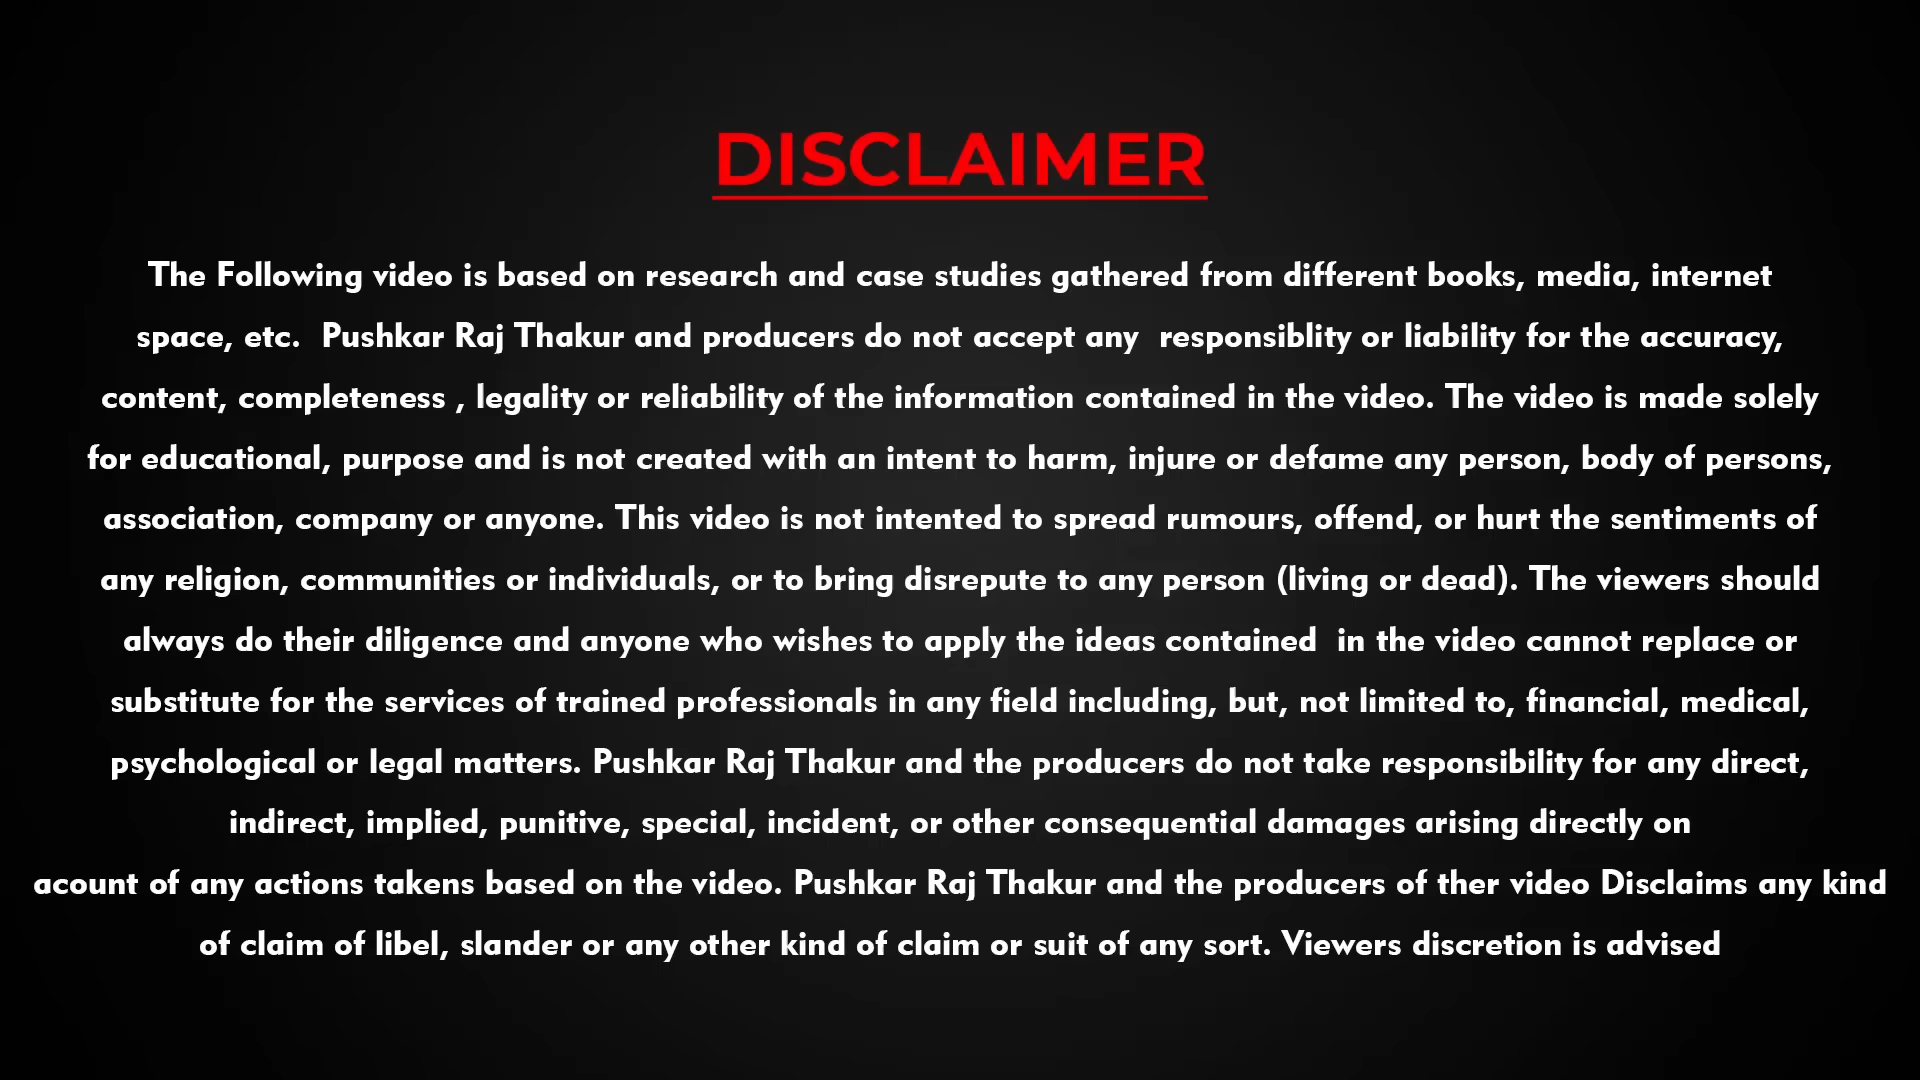 DISCLAIMER
The Following video is based on research and case studies gathered from different books, media, internet
space, etc.  Pushkar Raj Thakur and producers do not accept any  responsiblity or liability for the accuracy,
content, completeness , legality or reliability of the information contained in the video. The video is made solely
for educational, purpose and is not created with an intent to harm, injure or defame any person, body of persons,
association, company or anyone. This video is not intented to spread rumours, offend, or hurt the sentiments of
any religion, communities or individuals, or to bring disrepute to any person (living or dead). The viewers should
always do their diligence and anyone who wishes to apply the ideas contained  in the video cannot replace or
substitute for the services of trained professionals in any field including, but, not limited to, financial, medical,
psychological or legal matters. Pushkar Raj Thakur and the producers do not take responsibility for any direct,
indirect, implied, punitive, special, incident, or other consequential damages arising directly on
acount of any actions takens based on the video. Pushkar Raj Thakur and the producers of ther video Disclaims any kind
of claim of libel, slander or any other kind of claim or suit of any sort. Viewers discretion is advised